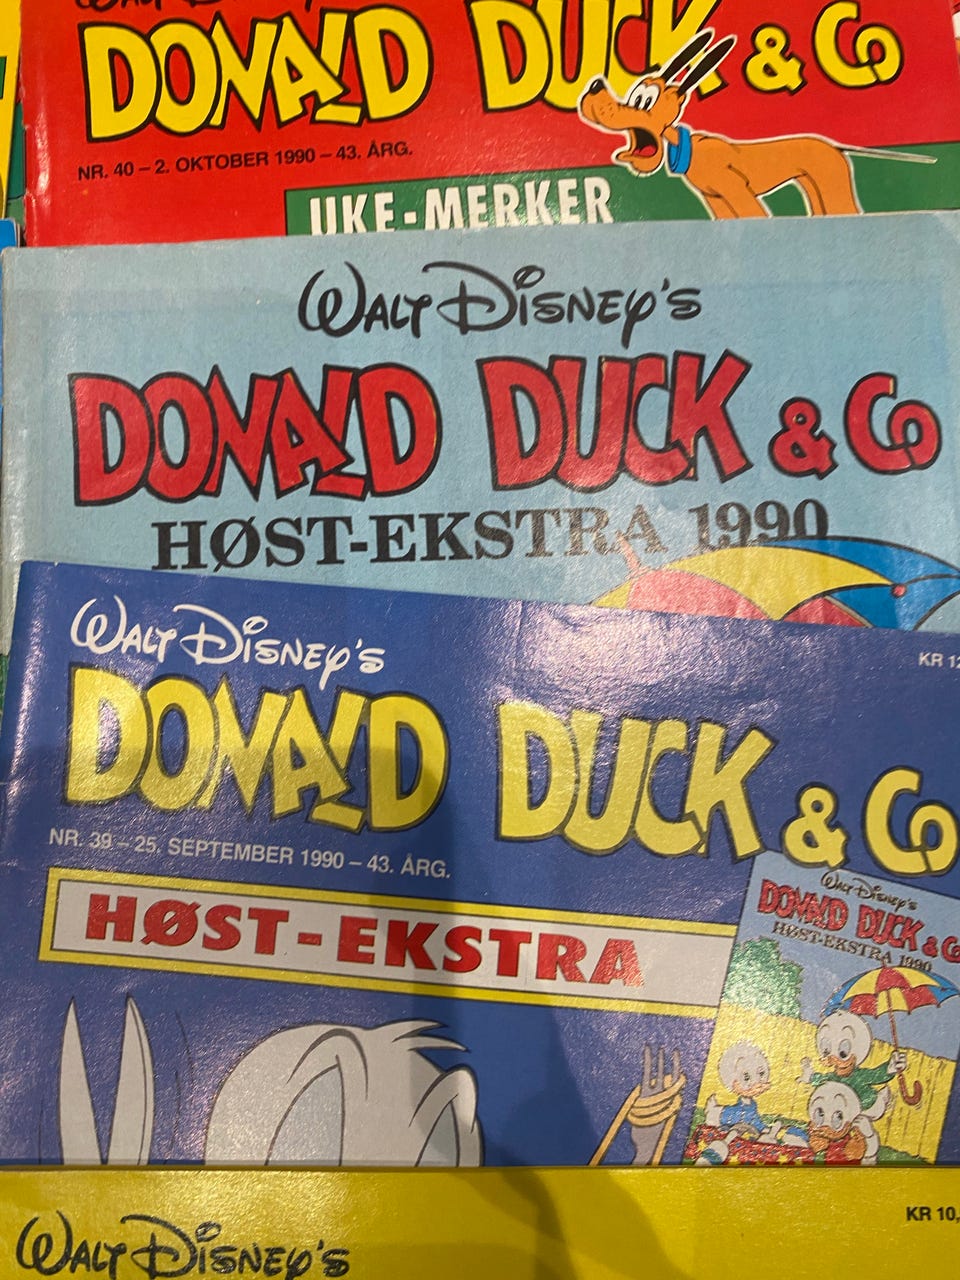 WALT DISNEY'S
DONALD DUCK & Co
NR. 40 – 2. OKTOBER 1990 – 43. ÅRG.
UKE-MERKER
WALT DISNEY'S
DONALD DUCK & Co
HØST-EKSTRA 1990
WALT DISNEY'S
KR 12
DONALD DUCK & Co
NR. 39 – 25. SEPTEMBER 1990 – 43. ÅRG.
HØST-EKSTRA
WALT DISNEY'S
DONALD DUCK & Co
HØST-EKSTRA 1990
KR 10,
WALT DISNEY'S